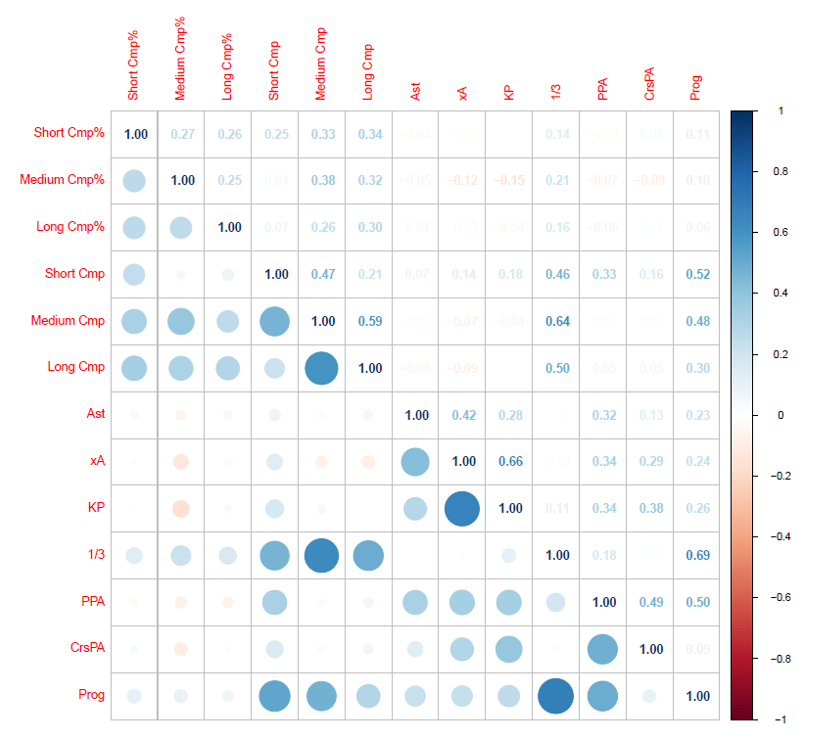 Short Cmp% Medium Cmp% Long Cmp% Short Cmp Medium Cmp Long Cmp Ast xA KP 1/3 PPA CrsPA Prog
1
Short Cmp% 1.00 0.27 0.26 0.25 0.33 0.34 −0.04 0.14 0.11
0.8
Medium Cmp% 1.00 0.25 0.04 0.38 0.32 −0.05 −0.12 −0.15 0.21 −0.07 −0.09 0.10
Long Cmp% 1.00 0.07 0.26 0.30 0.04 0.16 −0.06 0.06
0.6
Short Cmp 1.00 0.47 0.21 0.07 0.14 0.18 0.46 0.33 0.16 0.52
0.4
Medium Cmp 1.00 0.59 −0.07 −0.04 0.64 0.48
0.2
Long Cmp 1.00 −0.05 −0.09 0.50 0.05 0.05 0.30
Ast 1.00 0.42 0.28 0.32 0.13 0.23
0
xA 1.00 0.66 0.34 0.29 0.24
−0.2
KP 1.00 0.11 0.34 0.38 0.26
−0.4
1/3 1.00 0.18 0.69
PPA 1.00 0.49 0.50
−0.6
CrsPA 1.00 0.09
−0.8
Prog 1.00
−1